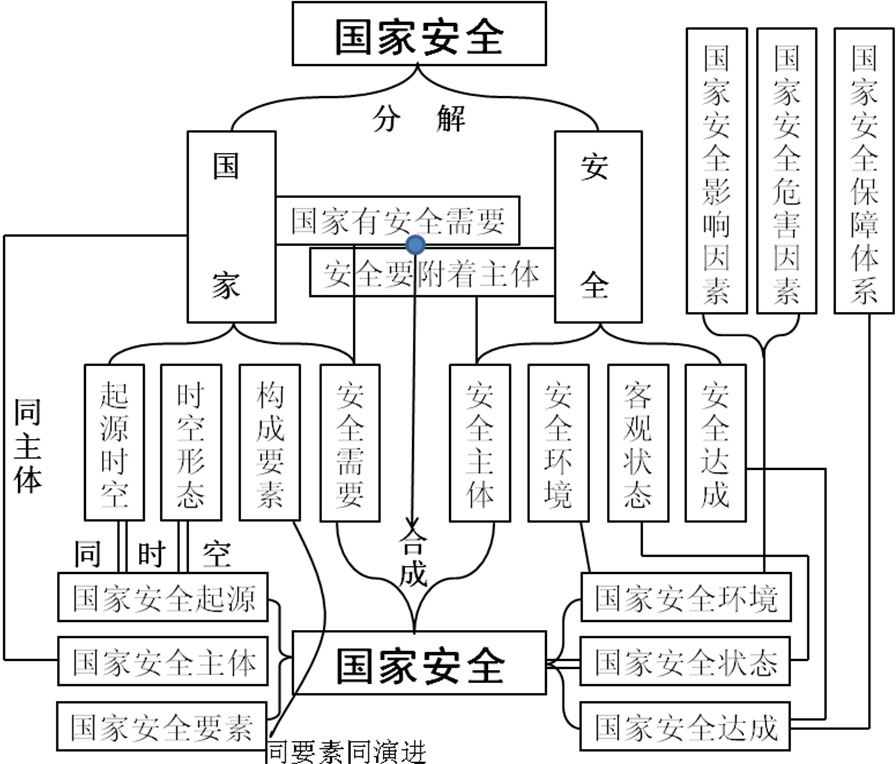 国家安全
分 解
国家
安全
国家有安全需要
安全要附着主体
国家安全影响因素
国家安全危害因素
国家安全保障体系
同主体
起源时空
时空形态
构成要素
安全需要
安全主体
安全环境
客观状态
安全达成
同 时 空
合成
国家安全起源
国家安全主体
国家安全要素
国家安全
国家安全环境
国家安全状态
国家安全达成
同要素同演进